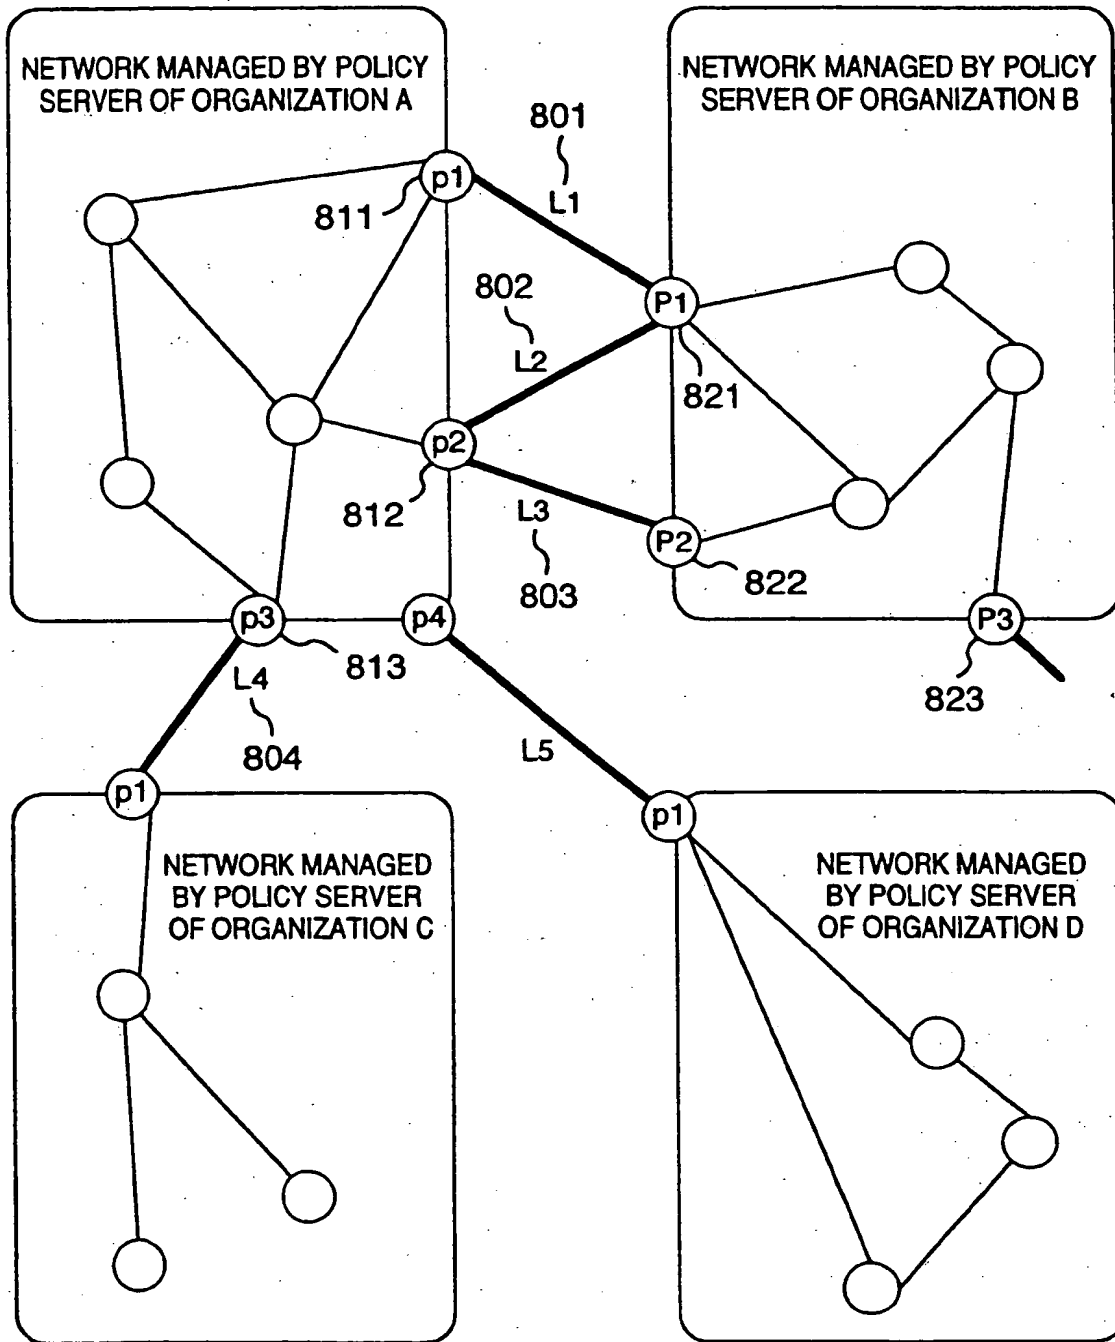 NETWORK MANAGED BY POLICY
SERVER OF ORGANIZATION A
NETWORK MANAGED BY POLICY
SERVER OF ORGANIZATION B
801
L1
p1
811
802
L2
P1
821
p2
812
L3
803
P2
822
p3
813
p4
P3
823
L4
804
L5
p1
p1
NETWORK MANAGED
BY POLICY SERVER
OF ORGANIZATION C
NETWORK MANAGED
BY POLICY SERVER
OF ORGANIZATION D